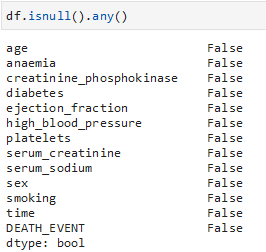 df.isnull().any()
age False
anaemia False
creatinine_phosphokinase False
diabetes False
ejection_fraction False
high_blood_pressure False
platelets False
serum_creatinine False
serum_sodium False
sex False
smoking False
time False
DEATH_EVENT False
dtype: bool